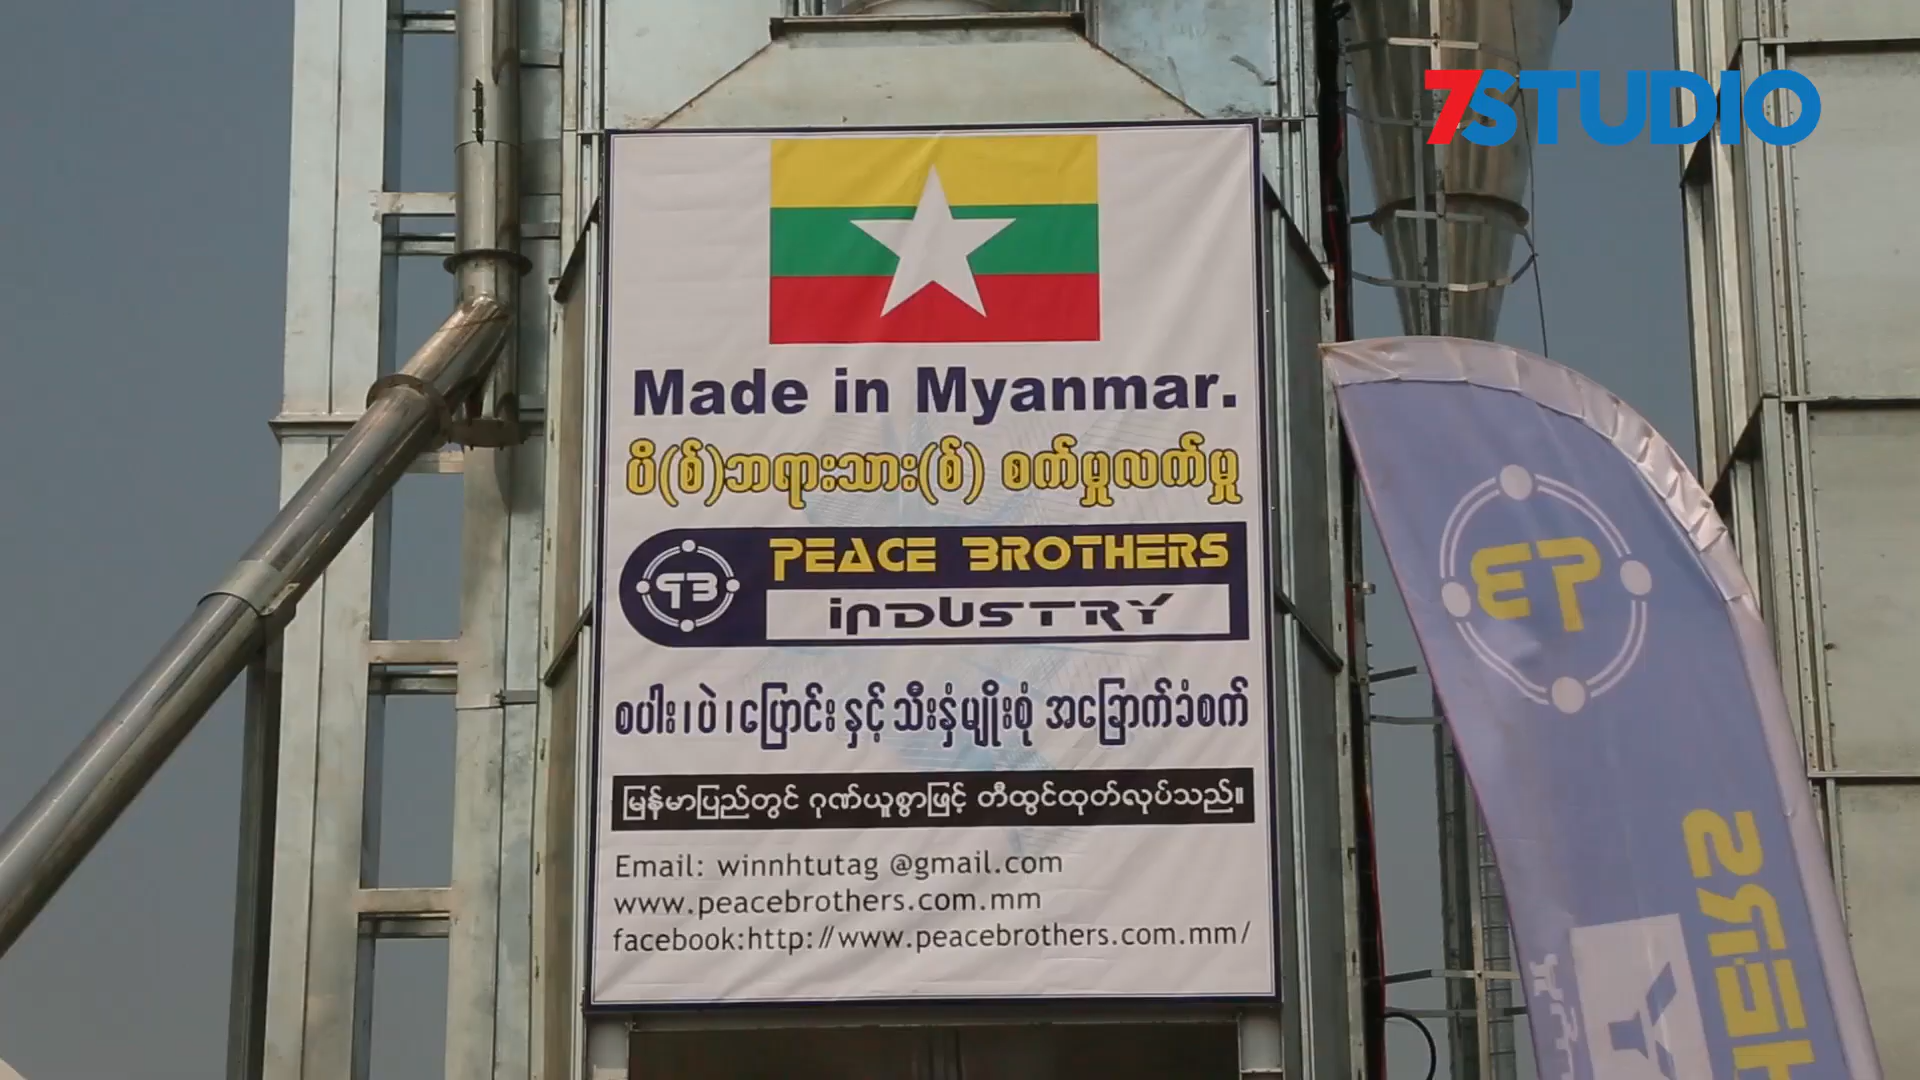 7STUDIO
Made in Myanmar.
ပိ(စ်)ဘရားသား(စ်) စက်မှုလက်မှု
PB
PEACE BROTHERS
INDUSTRY
စပါး၊ပဲ၊ပြောင်း နှင့် သီးနှံမျိုးစုံ အခြောက်ခံစက်
မြန်မာပြည်တွင် ဂုဏ်ယူစွာဖြင့် တီထွင်ထုတ်လုပ်သည်။
Email: winnhtutag @gmail.com
www.peacebrothers.com.mm
facebook:http://www.peacebrothers.com.mm/